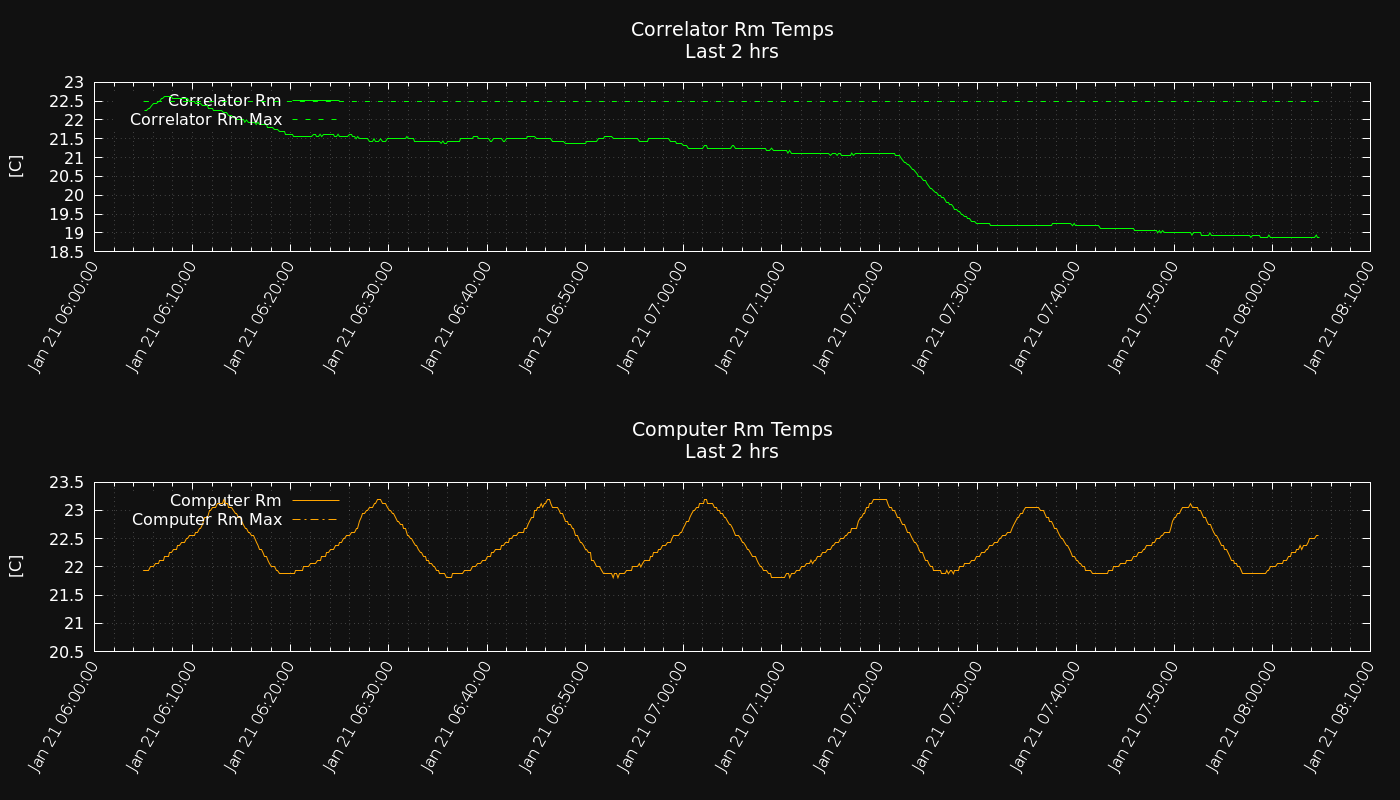 Correlator Rm Temps
Last 2 hrs
[C]
23
22.5
22
21.5
21
20.5
20
19.5
19
18.5
Correlator Rm
Correlator Rm Max
Jan 21 06:00:00
Jan 21 06:10:00
Jan 21 06:20:00
Jan 21 06:30:00
Jan 21 06:40:00
Jan 21 06:50:00
Jan 21 07:00:00
Jan 21 07:10:00
Jan 21 07:20:00
Jan 21 07:30:00
Jan 21 07:40:00
Jan 21 07:50:00
Jan 21 08:00:00
Jan 21 08:10:00
Computer Rm Temps
Last 2 hrs
[C]
23.5
23
22.5
22
21.5
21
20.5
Computer Rm
Computer Rm Max
Jan 21 06:00:00
Jan 21 06:10:00
Jan 21 06:20:00
Jan 21 06:30:00
Jan 21 06:40:00
Jan 21 06:50:00
Jan 21 07:00:00
Jan 21 07:10:00
Jan 21 07:20:00
Jan 21 07:30:00
Jan 21 07:40:00
Jan 21 07:50:00
Jan 21 08:00:00
Jan 21 08:10:00